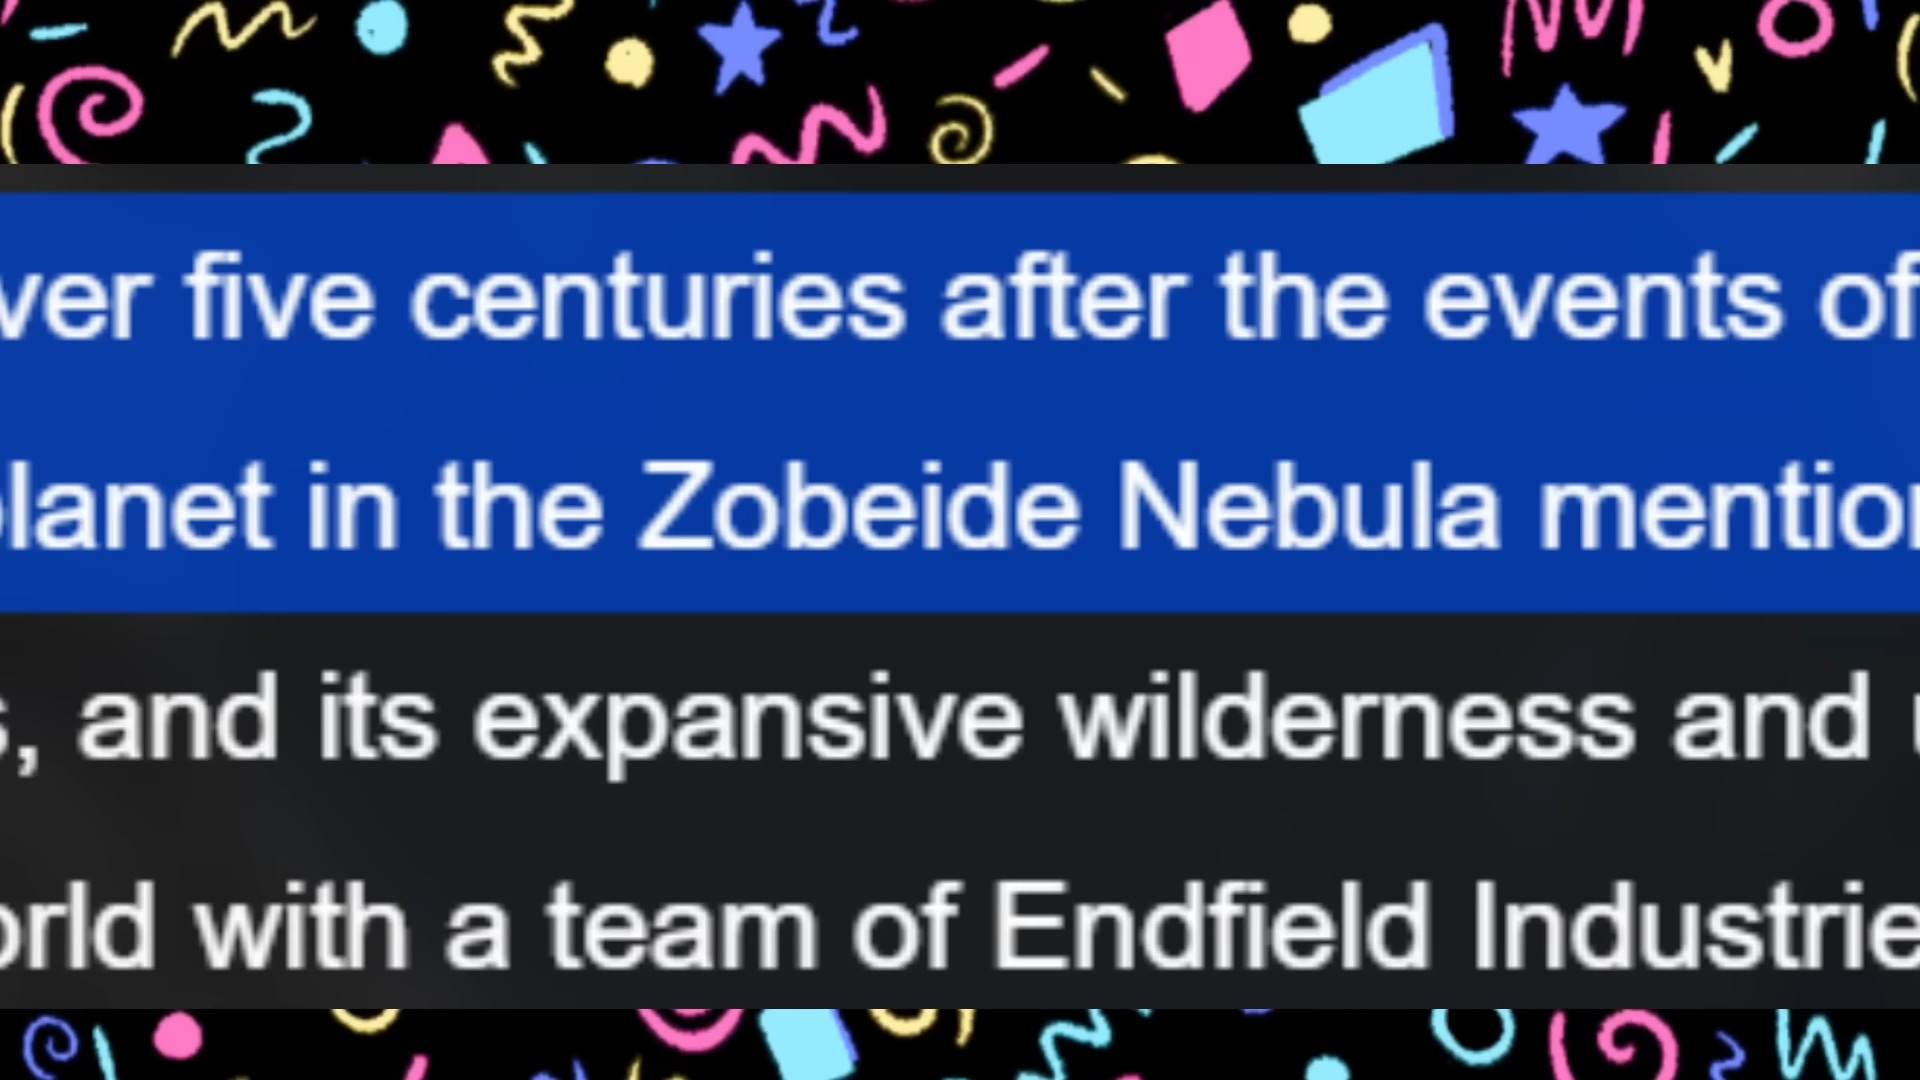 ver five centuries after the events of
planet in the Zobeide Nebula mention
s, and its expansive wilderness and
orld with a team of Endfield Industrie